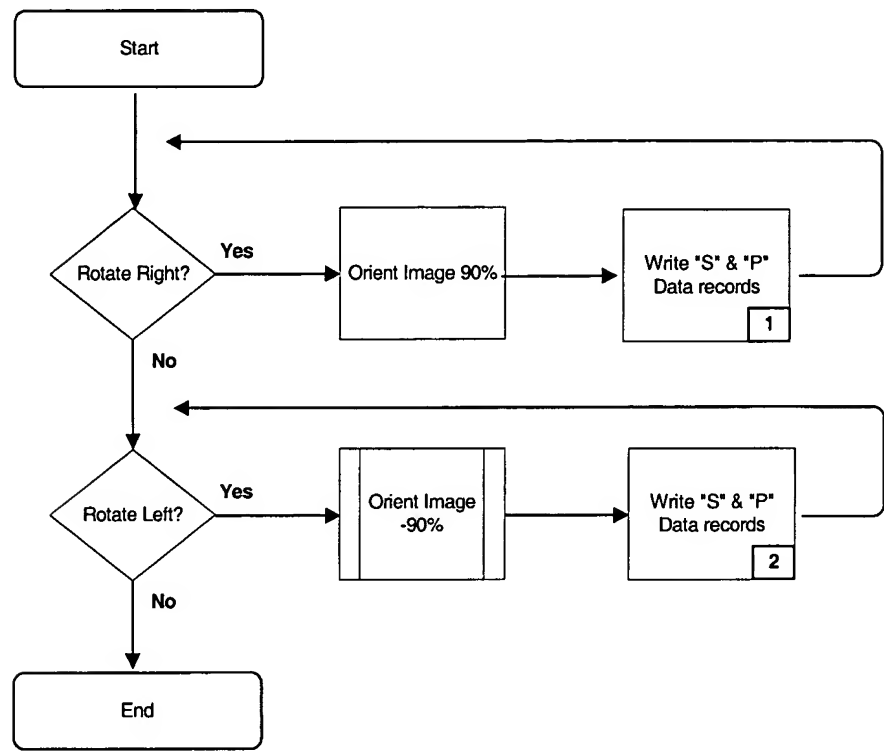 Start
Rotate Right?
Yes
Orient Image 90%
Write "S" & "P"
Data records
1
No
Rotate Left?
Yes
Orient Image
-90%
Write "S" & "P"
Data records
2
No
End